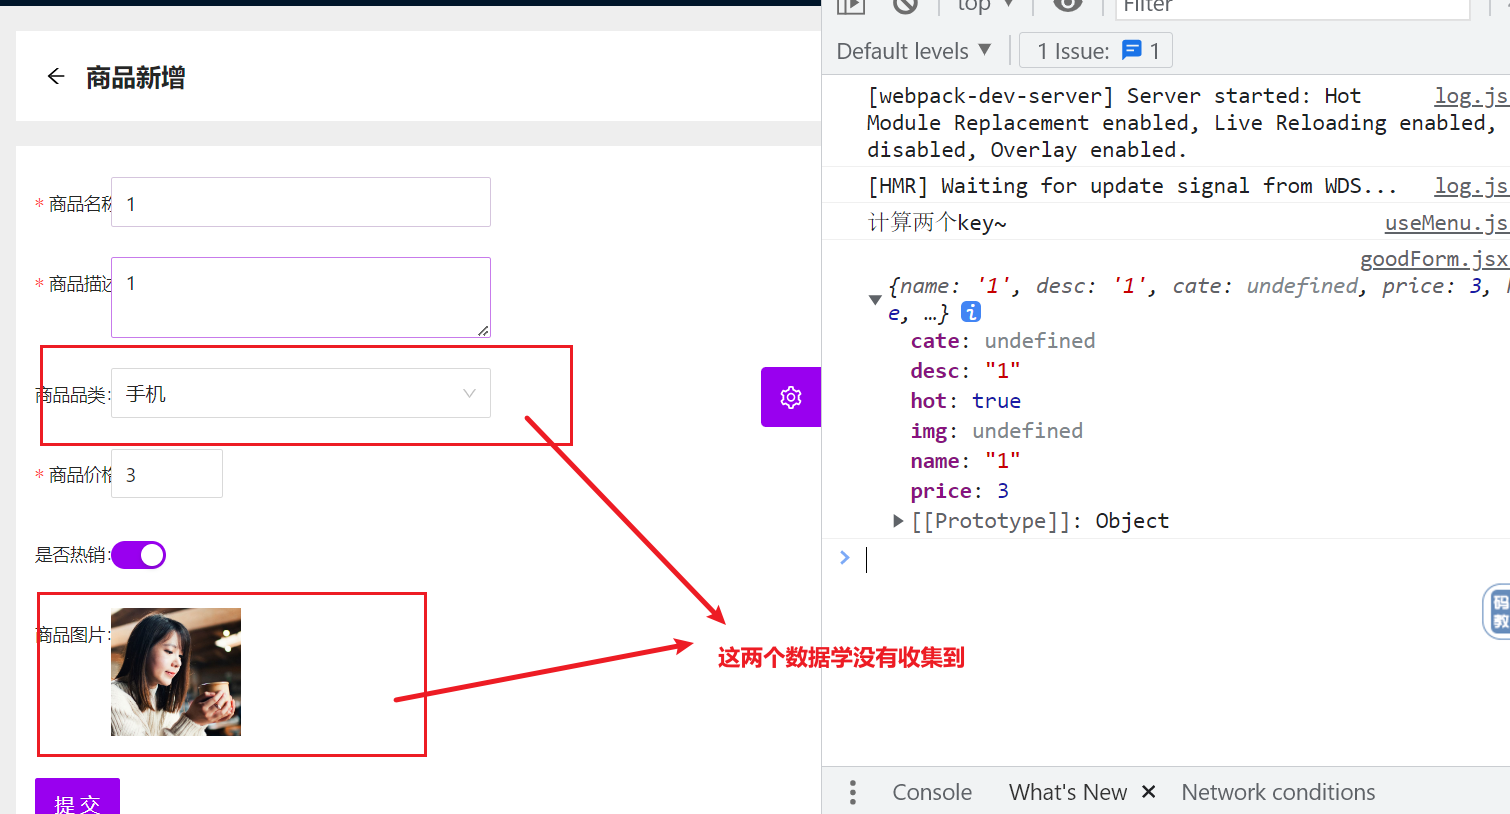 top ▼
Filter
Default levels ▼
1 Issue: 1
← 商品新增
[webpack-dev-server] Server started: Hot
log.js
Module Replacement enabled, Live Reloading enabled,
disabled, Overlay enabled.
[HMR] Waiting for update signal from WDS...
log.js
计算两个key~
useMenu.js
goodForm.jsx
{name: '1', desc: '1', cate: undefined, price: 3,
e, …}
cate: undefined
desc: "1"
hot: true
img: undefined
name: "1"
price: 3
[[Prototype]]: Object
* 商品名称
1
* 商品描述
1
商品品类:
手机
* 商品价格
3
是否热销:
商品图片:
这两个数据学没有收集到
提 交
码
教
Console
What's New ×
Network conditions